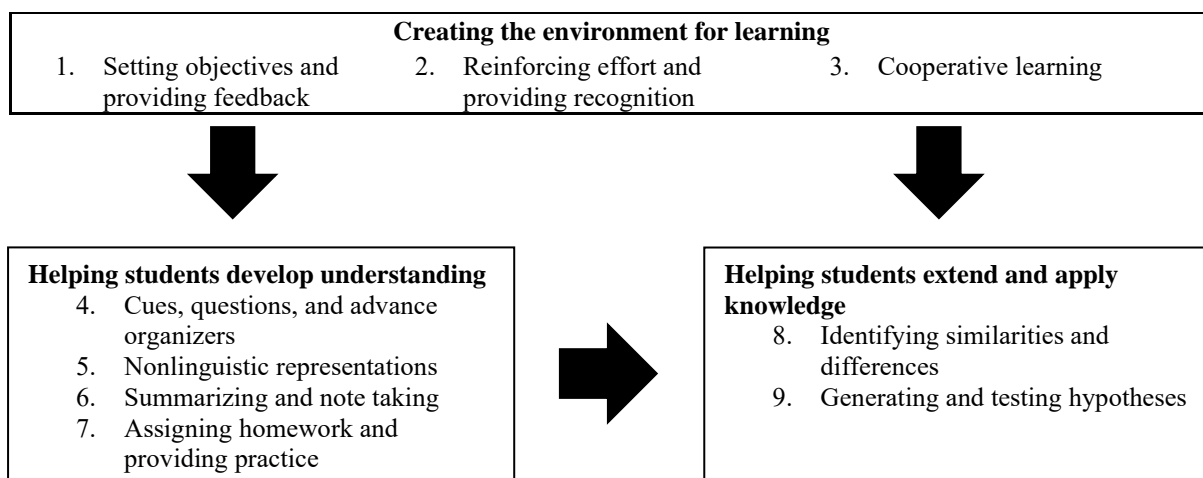 Creating the environment for learning
1. Setting objectives and
providing feedback
2. Reinforcing effort and
providing recognition
3. Cooperative learning
Helping students develop understanding
4. Cues, questions, and advance
organizers
5. Nonlinguistic representations
6. Summarizing and note taking
7. Assigning homework and
providing practice
Helping students extend and apply
knowledge
8. Identifying similarities and
differences
9. Generating and testing hypotheses